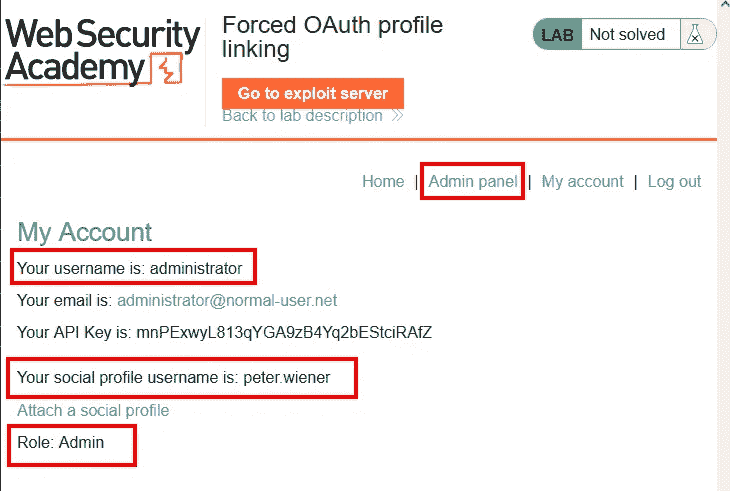 Web Security
Academy
Forced OAuth profile
linking
LAB Not solved
Go to exploit server
Back to lab description
Home | Admin panel | My account | Log out
My Account
Your username is: administrator
Your email is: administrator@normal-user.net
Your API Key is: mnPExwyL813qYGA9zB4Yq2bEStciRAfZ
Your social profile username is: peter.wiener
Attach a social profile
Role: Admin